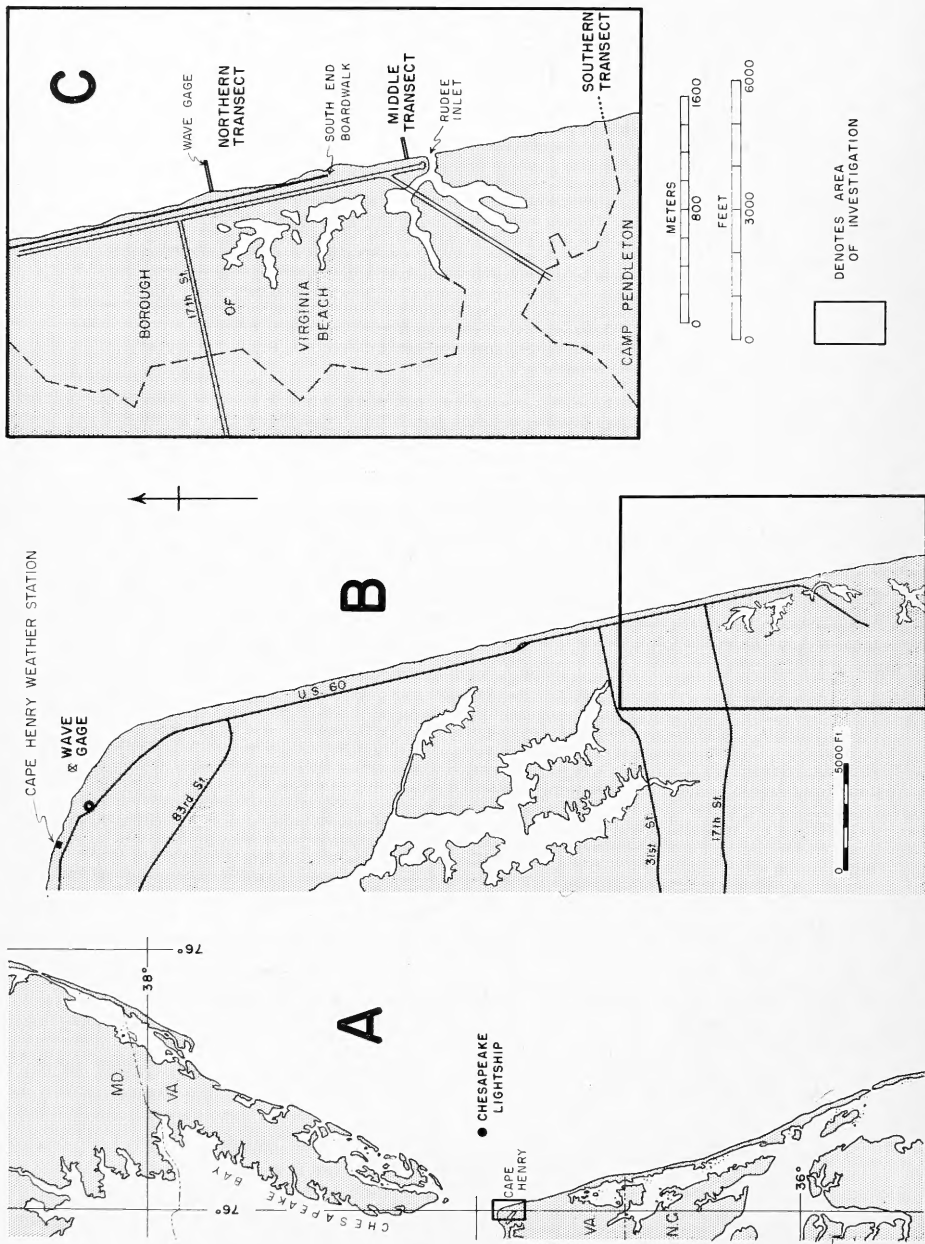 A
MD.
VA.
38°
76°
CHESAPEAKE
BAY
76°
CHESAPEAKE
LIGHTSHIP
CAPE
HENRY
VA.
N.C.
36°
B
CAPE HENRY WEATHER STATION
WAVE
GAGE
83rd St.
U.S. 60
31st St.
17th St.
0 5000 Ft.
C
WAVE GAGE
NORTHERN
TRANSECT
SOUTH END
BOARDWALK
MIDDLE
TRANSECT
RUDEE
INLET
SOUTHERN
TRANSECT
BOROUGH
17th St.
OF
VIRGINIA
BEACH
CAMP PENDLETON
METERS
0 800 1600
FEET
0 3000 6000
DENOTES AREA
OF INVESTIGATION